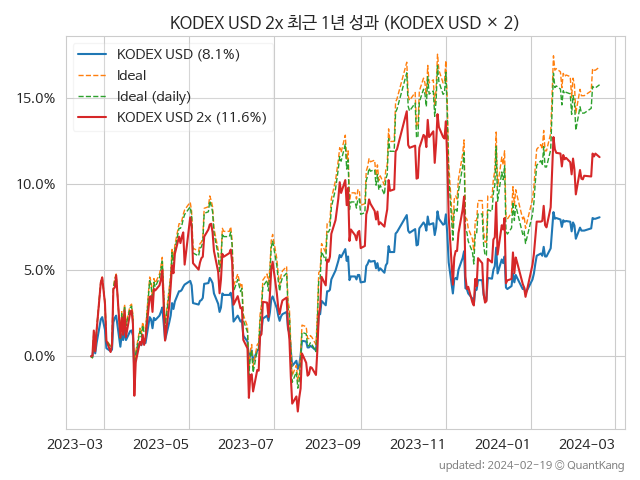 KODEX USD 2x 최근 1년 성과 (KODEX USD × 2)
KODEX USD (8.1%)
Ideal
Ideal (daily)
KODEX USD 2x (11.6%)
15.0%
10.0%
5.0%
0.0%
2023-03 2023-05 2023-07 2023-09 2023-11 2024-01 2024-03
updated: 2024-02-19 © QuantKang